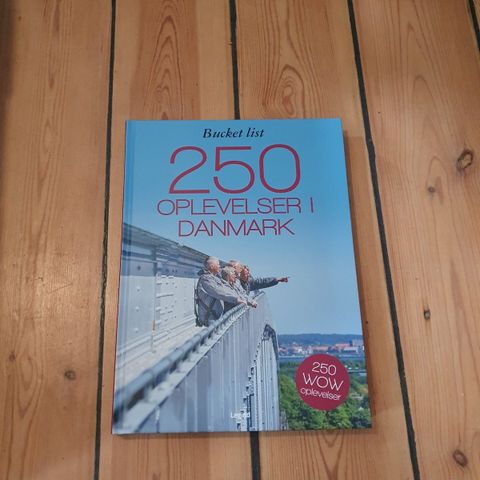 Bucket list
250
OPLEVELSER I
DANMARK
250
WOW
oplevelser